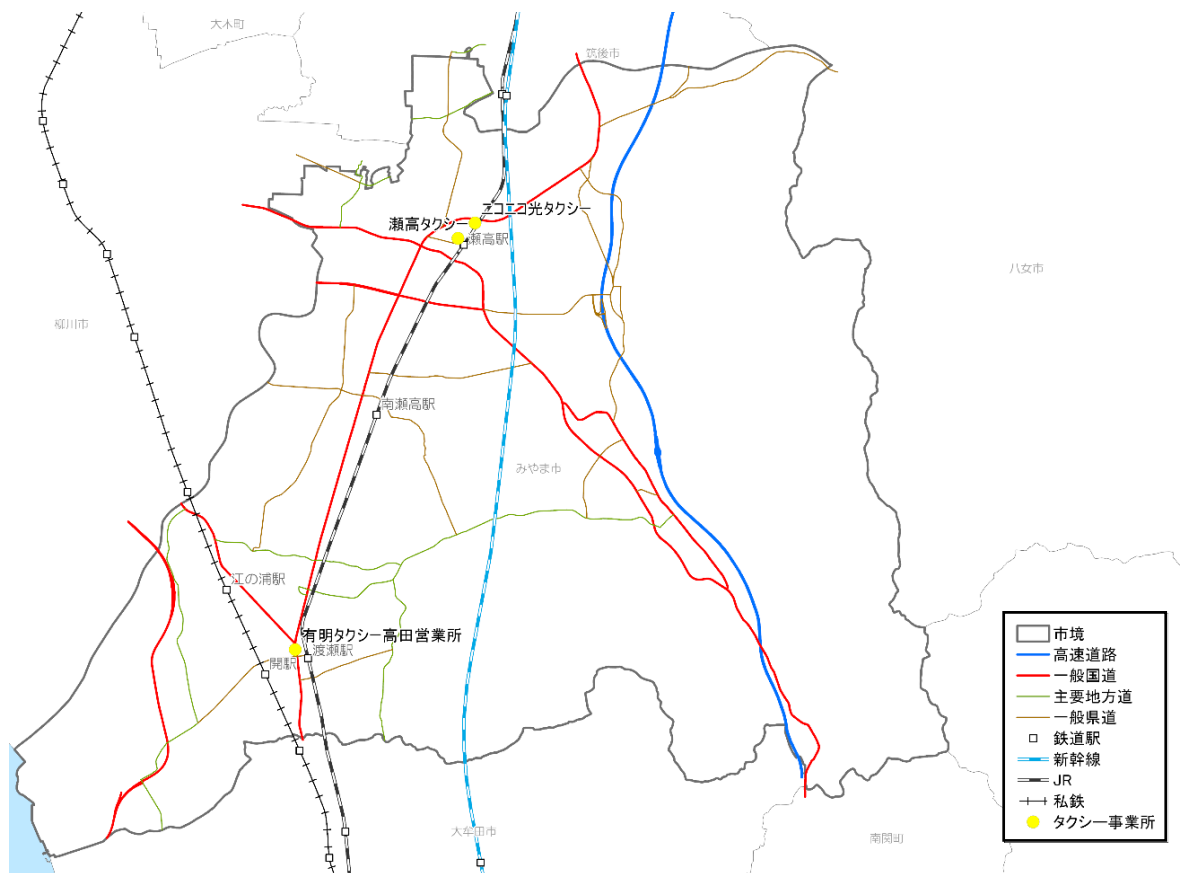 大木町
筑後市
ニコニコ光タクシー
瀬高タクシー
瀬高駅
八女市
柳川市
南瀬高駅
みやま市
江の浦駅
有明タクシー高田営業所
渡瀬駅
開駅
大牟田市
南関町
市境
高速道路
一般国道
主要地方道
一般県道
鉄道駅
新幹線
JR
私鉄
タクシー事業所